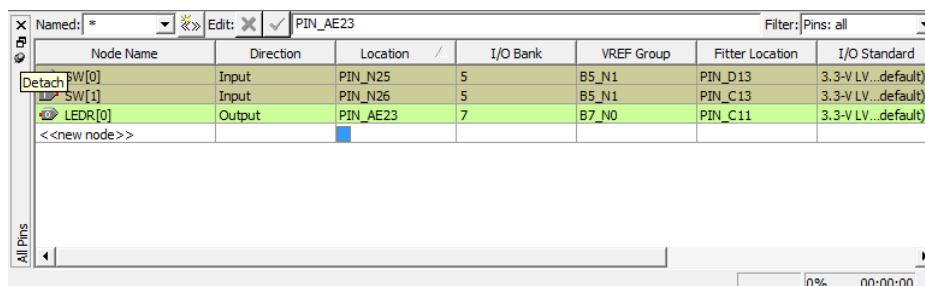 Named: * Edit: PIN_AE23 Filter: Pins: all
Node Name Direction Location I/O Bank VREF Group Fitter Location I/O Standard
SW[0] Input PIN_N25 5 B5_N1 PIN_D13 3.3-V LV...default)
Detach
SW[1] Input PIN_N26 5 B5_N1 PIN_C13 3.3-V LV...default)
LEDR[0] Output PIN_AE23 7 B7_N0 PIN_C11 3.3-V LV...default)
<<new node>>
All Pins
0% 00:00:00